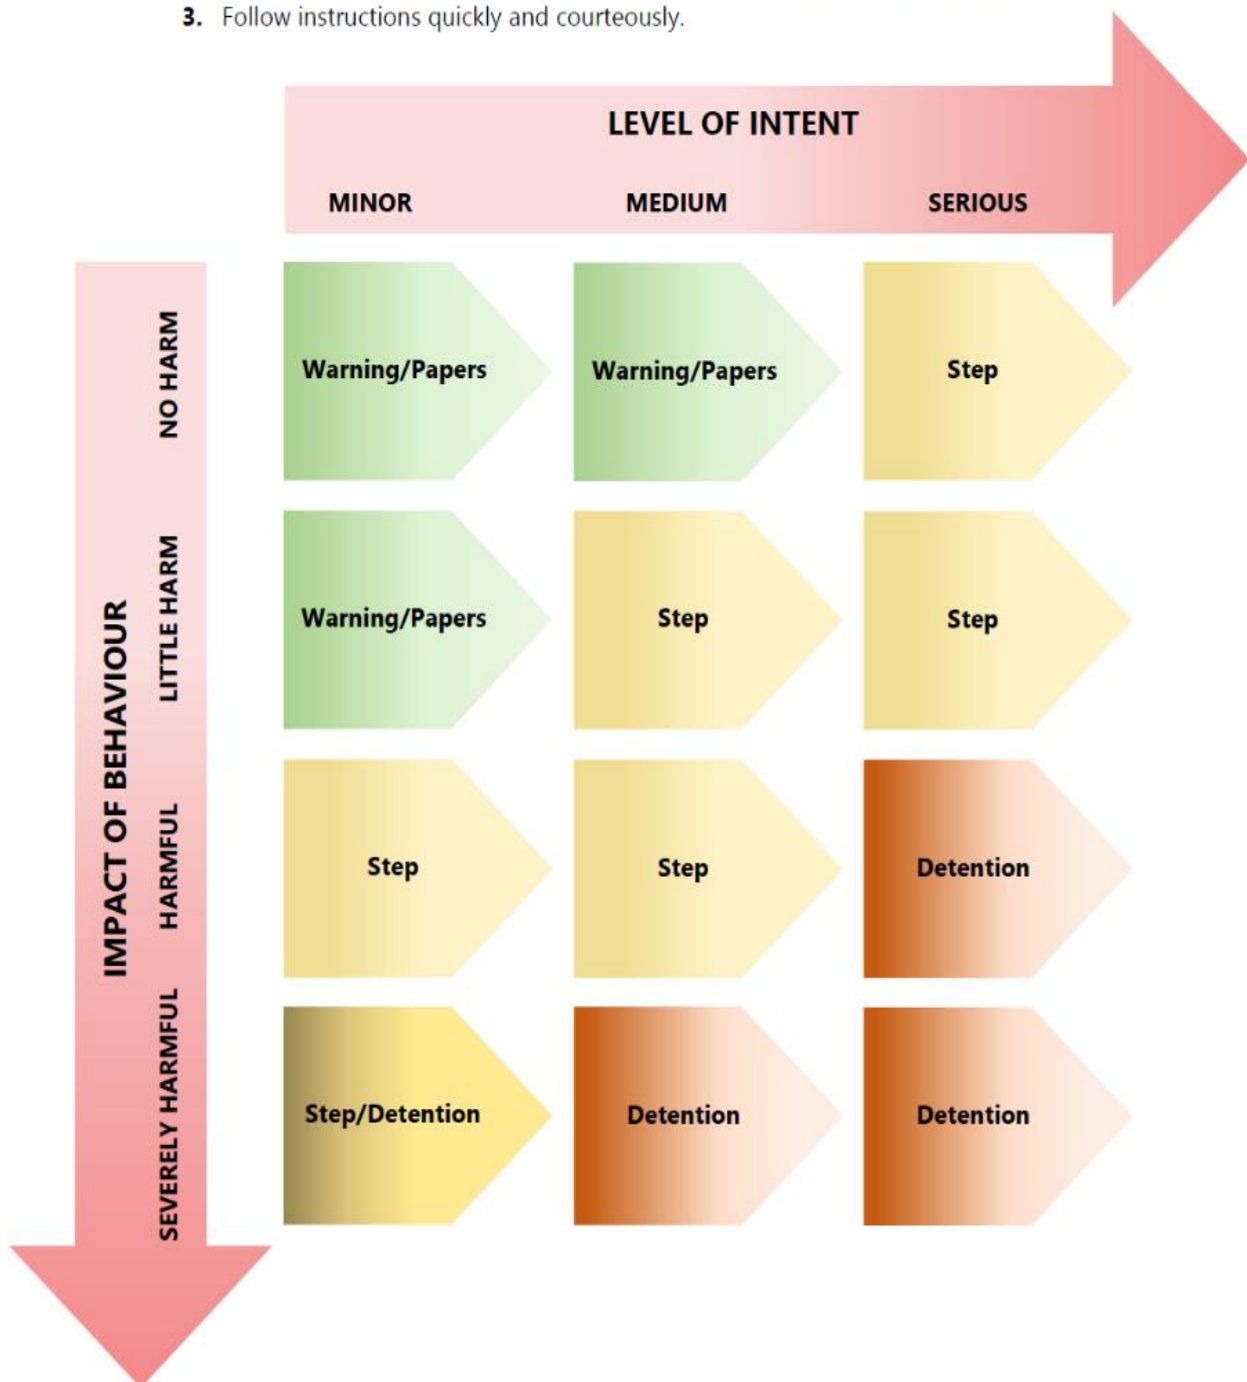 3. Follow instructions quickly and courteously.
LEVEL OF INTENT
MINOR MEDIUM SERIOUS
IMPACT OF BEHAVIOUR
NO HARM
Warning/Papers Warning/Papers Step
LITTLE HARM
Warning/Papers Step Step
HARMFUL
Step Step Detention
SEVERELY HARMFUL
Step/Detention Detention Detention